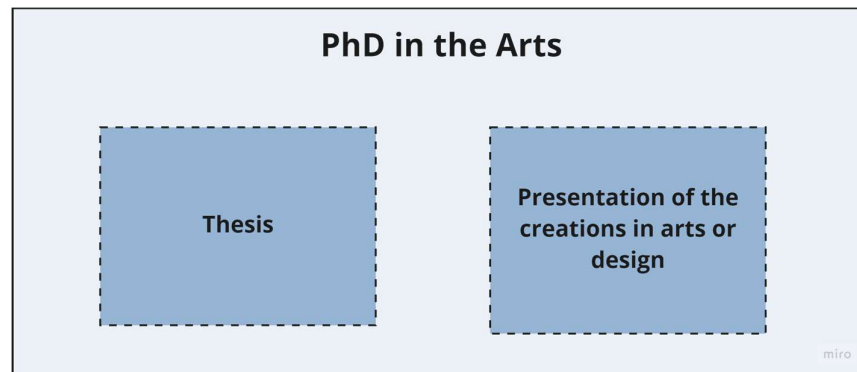 PhD in the Arts
Thesis
Presentation of the
creations in arts or
design
miro